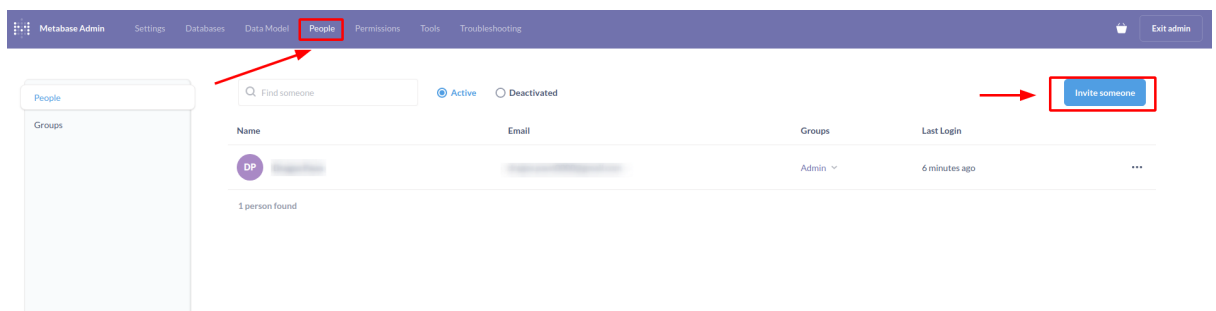 Metabase Admin Settings Databases Data Model People Permissions Tools Troubleshooting Exit admin
People
Groups
Find someone Active Deactivated Invite someone
Name Email Groups Last Login
DP Admin 6 minutes ago ...
1 person found